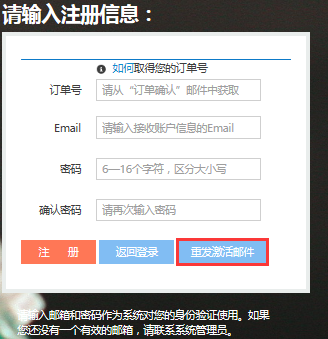 请输入注册信息：
如何取得您的订单号
订单号 请从“订单确认”邮件中获取
Email 请输入接收账户信息的Email
密码 6—16个字符，区分大小写
确认密码 请再次输入密码
注 册 返回登录 重发激活邮件
请输入邮箱和密码作为系统对您的身份验证使用。如果
您还没有一个有效的邮箱，请联系系统管理员。